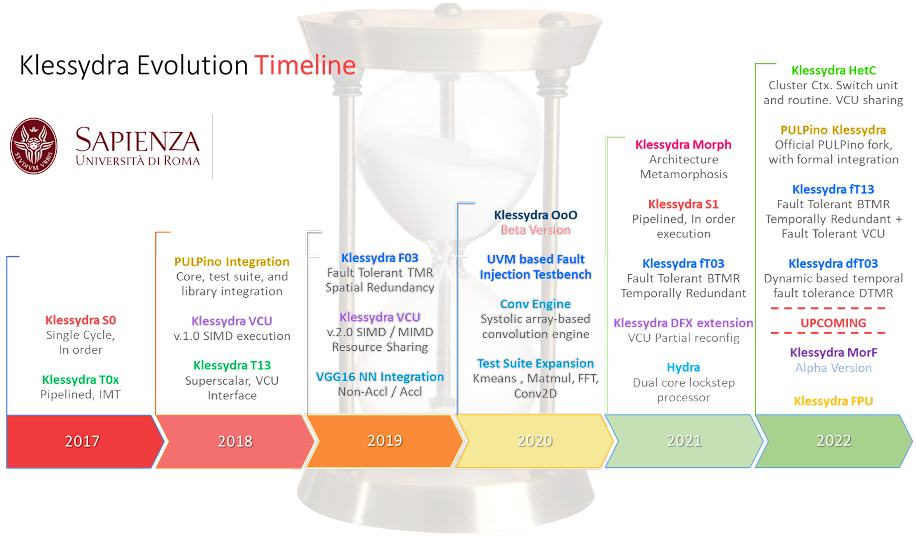 Klessydra Evolution Timeline
SAPIENZA
UNIVERSITÀ DI ROMA
STUDIUM URBIS
Klessydra S0
Single Cycle,
In order
Klessydra T0x
Pipelined, IMT
2017
PULPino Integration
Core, test suite, and
library integration
Klessydra VCU
v.1.0 SIMD execution
Klessydra T13
Superscalar, VCU
Interface
2018
Klessydra F03
Fault Tolerant TMR
Spatial Redundancy
Klessydra VCU
v.2.0 SIMD / MIMD
Resource Sharing
VGG16 NN Integration
Non-Accl / Accl
2019
Klessydra OoO
Beta Version
UVM based Fault
Injection Testbench
Conv Engine
Systolic array-based
convolution engine
Test Suite Expansion
Kmeans , Matmul, FFT,
Conv2D
2020
Klessydra Morph
Architecture
Metamorphosis
Klessydra S1
Pipelined, In order
execution
Klessydra fT03
Fault Tolerant BTMR
Temporally Redundant
Klessydra DFX extension
VCU Partial reconfig
Hydra
Dual core lockstep
processor
2021
Klessydra HetC
Cluster Ctx. Switch unit
and routine. VCU sharing
PULPino Klessydra
Official PULPino fork,
with formal integration
Klessydra fT13
Fault Tolerant BTMR
Temporally Redundant +
Fault Tolerant VCU
Klessydra dfT03
Dynamic based temporal
fault tolerance DTMR
UPCOMING
Klessydra MorF
Alpha Version
Klessydra FPU
2022